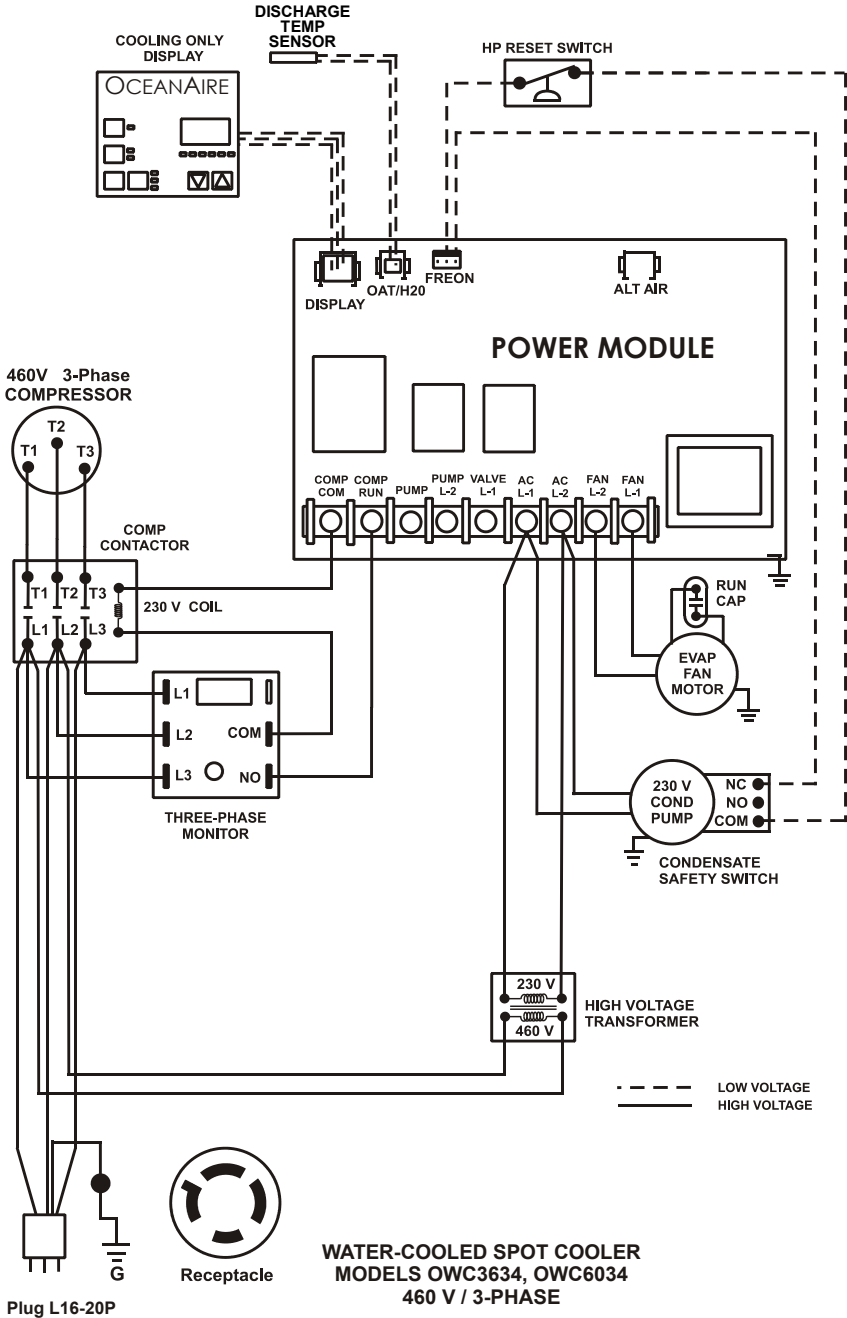 DISCHARGE
TEMP
SENSOR
COOLING ONLY
DISPLAY
OCEANAIRE
HP RESET SWITCH
DISPLAY
OAT/H20
FREON
ALT AIR
POWER MODULE
460V 3-Phase
COMPRESSOR
T1
T2
T3
COMP
COM
COMP
RUN
PUMP
PUMP
L-2
VALVE
L-1
AC
L-1
AC
L-2
FAN
L-2
FAN
L-1
COMP
CONTACTOR
T1
T2
T3
230 V COIL
L1
L2
L3
RUN
CAP
EVAP
FAN
MOTOR
L1
L2
L3
COM
NO
THREE-PHASE
MONITOR
230 V
COND
PUMP
NC
NO
COM
CONDENSATE
SAFETY SWITCH
230 V
460 V
HIGH VOLTAGE
TRANSFORMER
LOW VOLTAGE
HIGH VOLTAGE
G
Plug L16-20P
Receptacle
WATER-COOLED SPOT COOLER
MODELS OWC3634, OWC6034
460 V / 3-PHASE